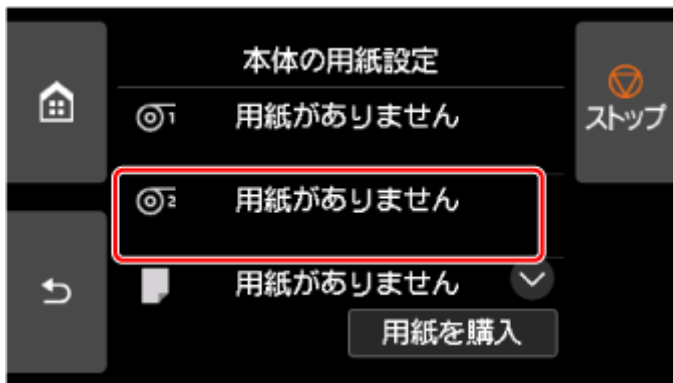 本体の用紙設定
1 用紙がありません
ストップ
2 用紙がありません
用紙がありません
用紙を購入